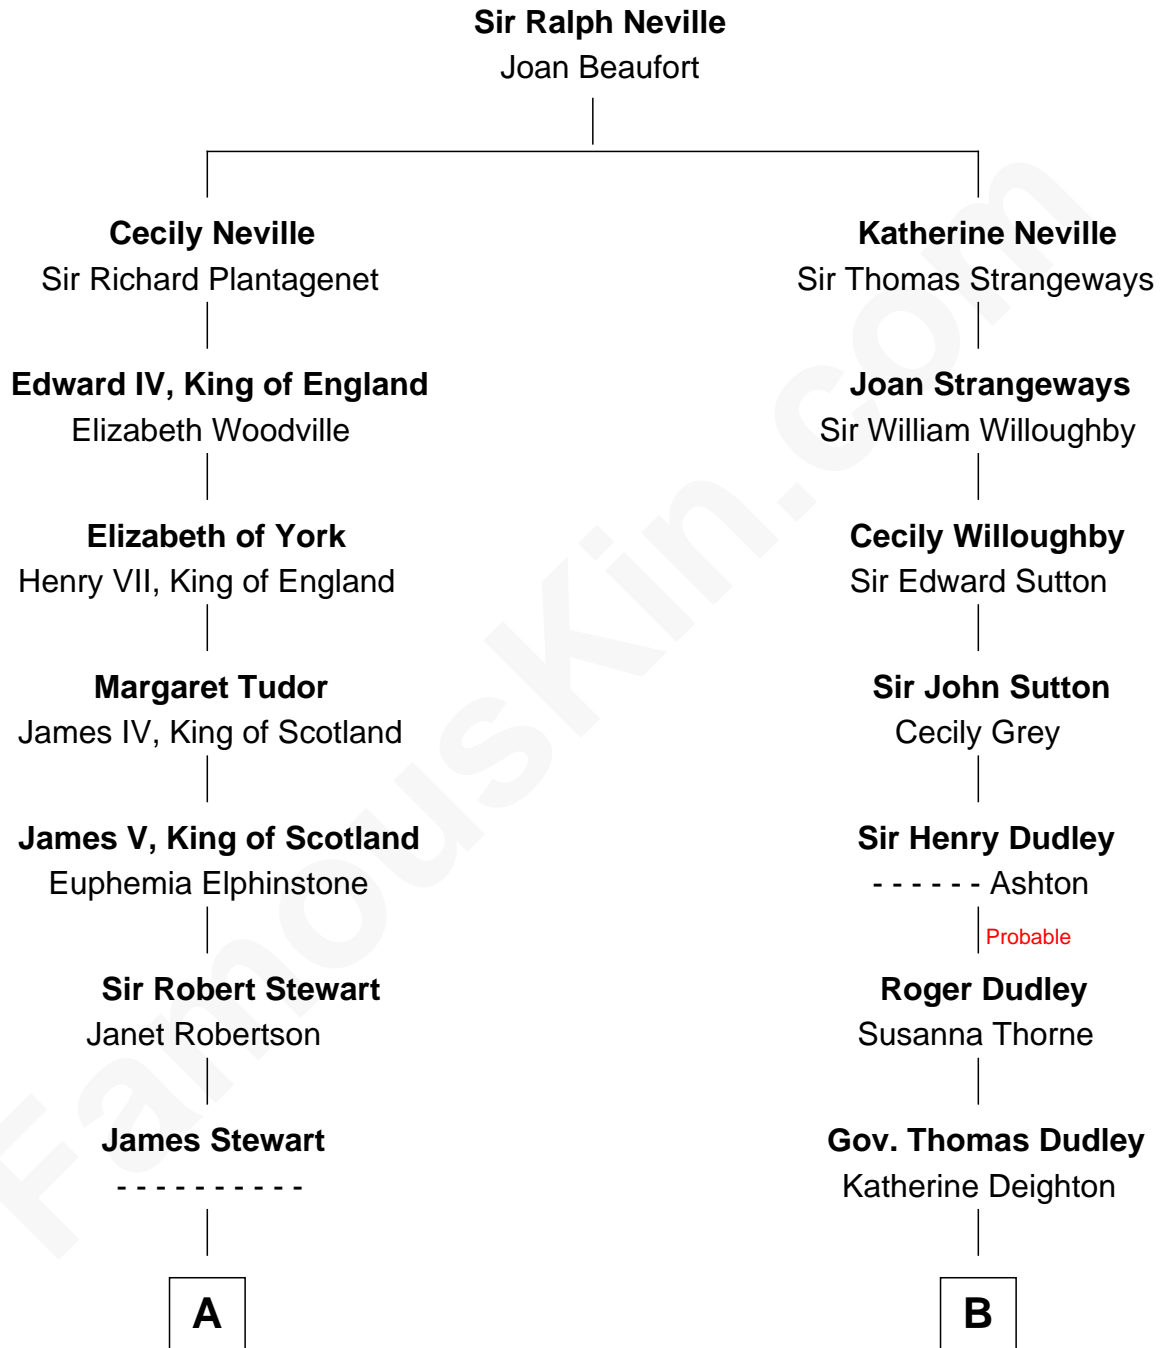 Sir Ralph Neville
Joan Beaufort
Cecily Neville
Sir Richard Plantagenet
Katherine Neville
Sir Thomas Strangeways
Edward IV, King of England
Elizabeth Woodville
Joan Strangeways
Sir William Willoughby
Elizabeth of York
Henry VII, King of England
Cecily Willoughby
Sir Edward Sutton
Margaret Tudor
James IV, King of Scotland
Sir John Sutton
Cecily Grey
James V, King of Scotland
Euphemia Elphinstone
Sir Henry Dudley
- - - - - - Ashton
Probable
Sir Robert Stewart
Janet Robertson
Roger Dudley
Susanna Thorne
James Stewart
- - - - - - - - - -
Gov. Thomas Dudley
Katherine Deighton
A
B
FamousKin.com